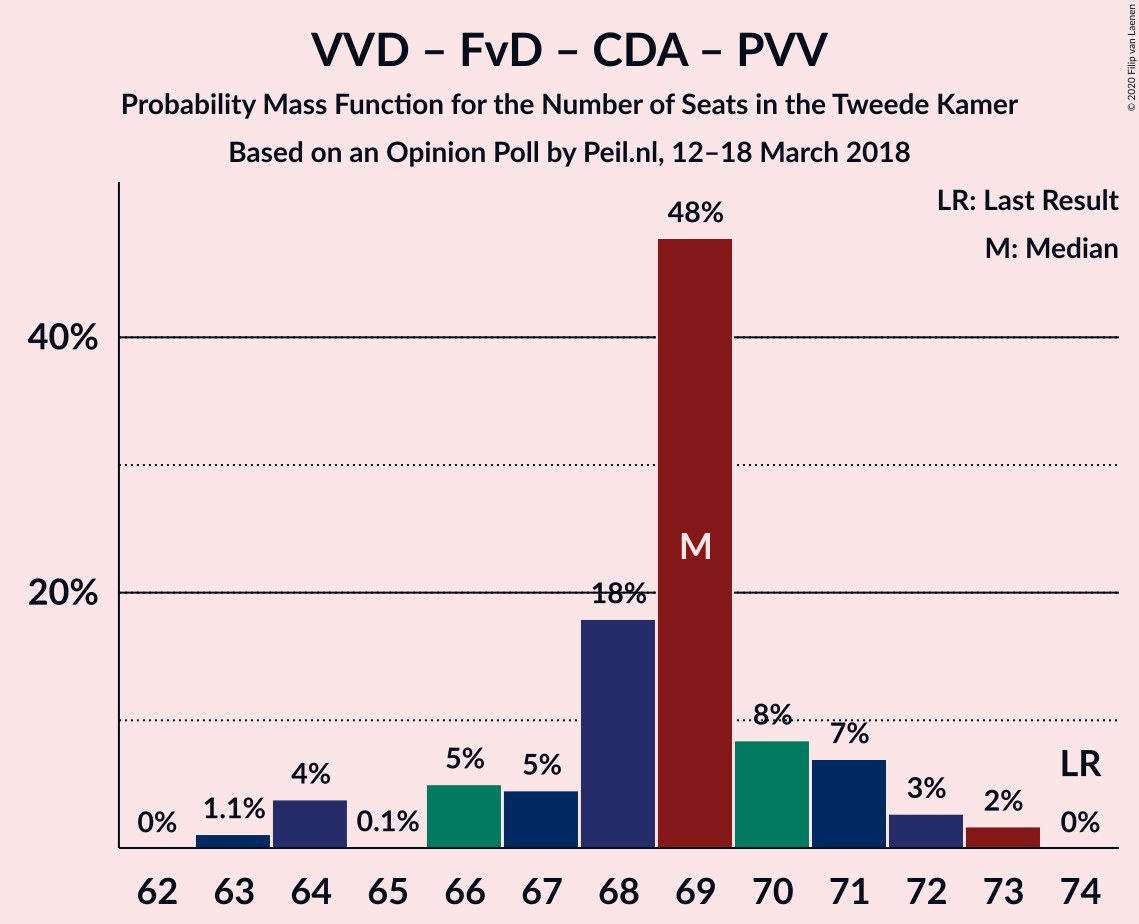 VVD – FvD – CDA – PVV
Probability Mass Function for the Number of Seats in the Tweede Kamer
Based on an Opinion Poll by Peil.nl, 12–18 March 2018
© 2020 Filip van Laenen
LR: Last Result
M: Median
40%
20%
0%
1.1%
4%
0.1%
5%
5%
18%
48%
M
8%
7%
3%
2%
LR
0%
62 63 64 65 66 67 68 69 70 71 72 73 74